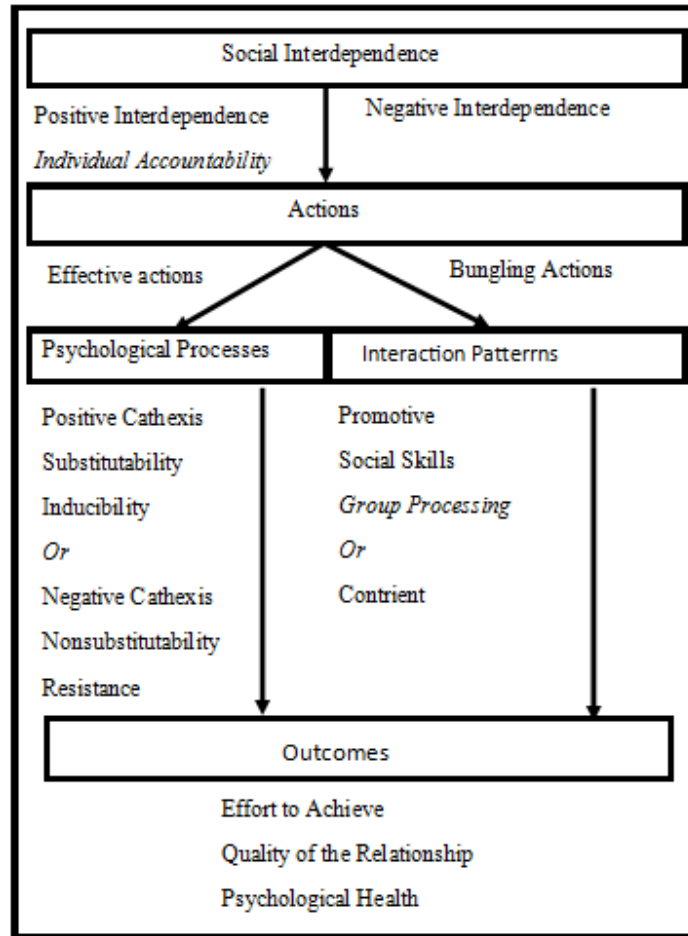 Social Interdependence
Positive Interdependence
Negative Interdependence
Individual Accountability
Actions
Effective actions
Bungling Actions
Psychological Processes
Interaction Patterrns
Positive Cathexis
Substitutability
Inducibility
Or
Negative Cathexis
Nonsubstitutability
Resistance
Promotive
Social Skills
Group Processing
Or
Contrient
Outcomes
Effort to Achieve
Quality of the Relationship
Psychological Health